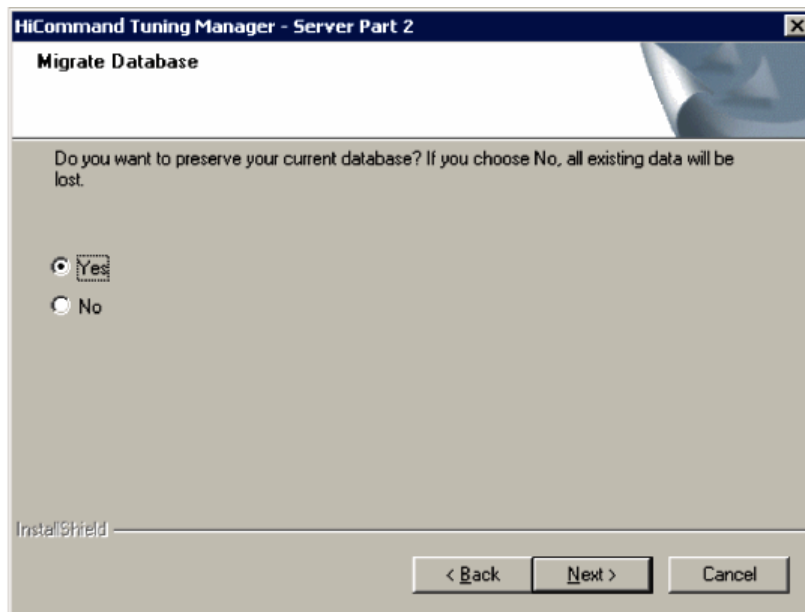 HiCommand Tuning Manager - Server Part 2
Migrate Database
Do you want to preserve your current database? If you choose No, all existing data will be
lost.
Yes
No
InstallShield
< Back
Next >
Cancel